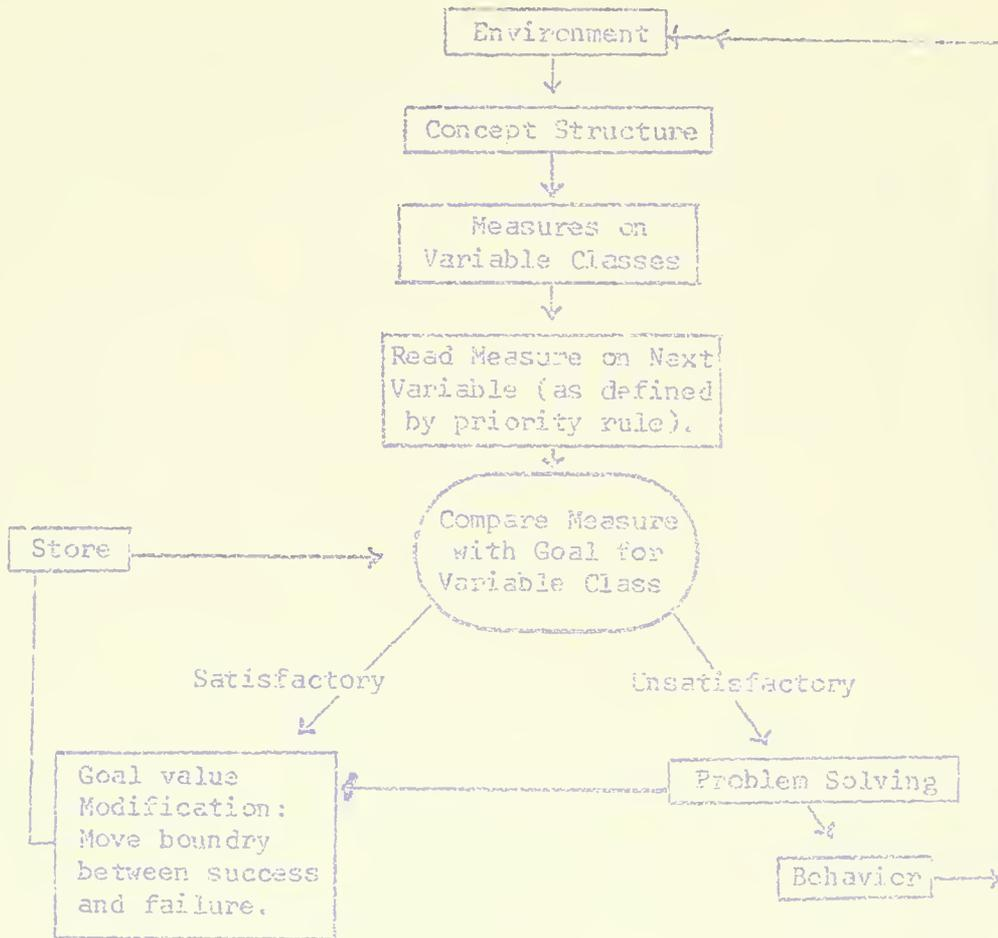 Environment
Concept Structure
Measures on
Variable Classes
Read Measure on Next
Variable (as defined
by priority rule).
Compare Measure
with Goal for
Variable Class
Store
Satisfactory
Unsatisfactory
Goal value
Modification:
Move boundry
between success
and failure.
Problem Solving
Behavior